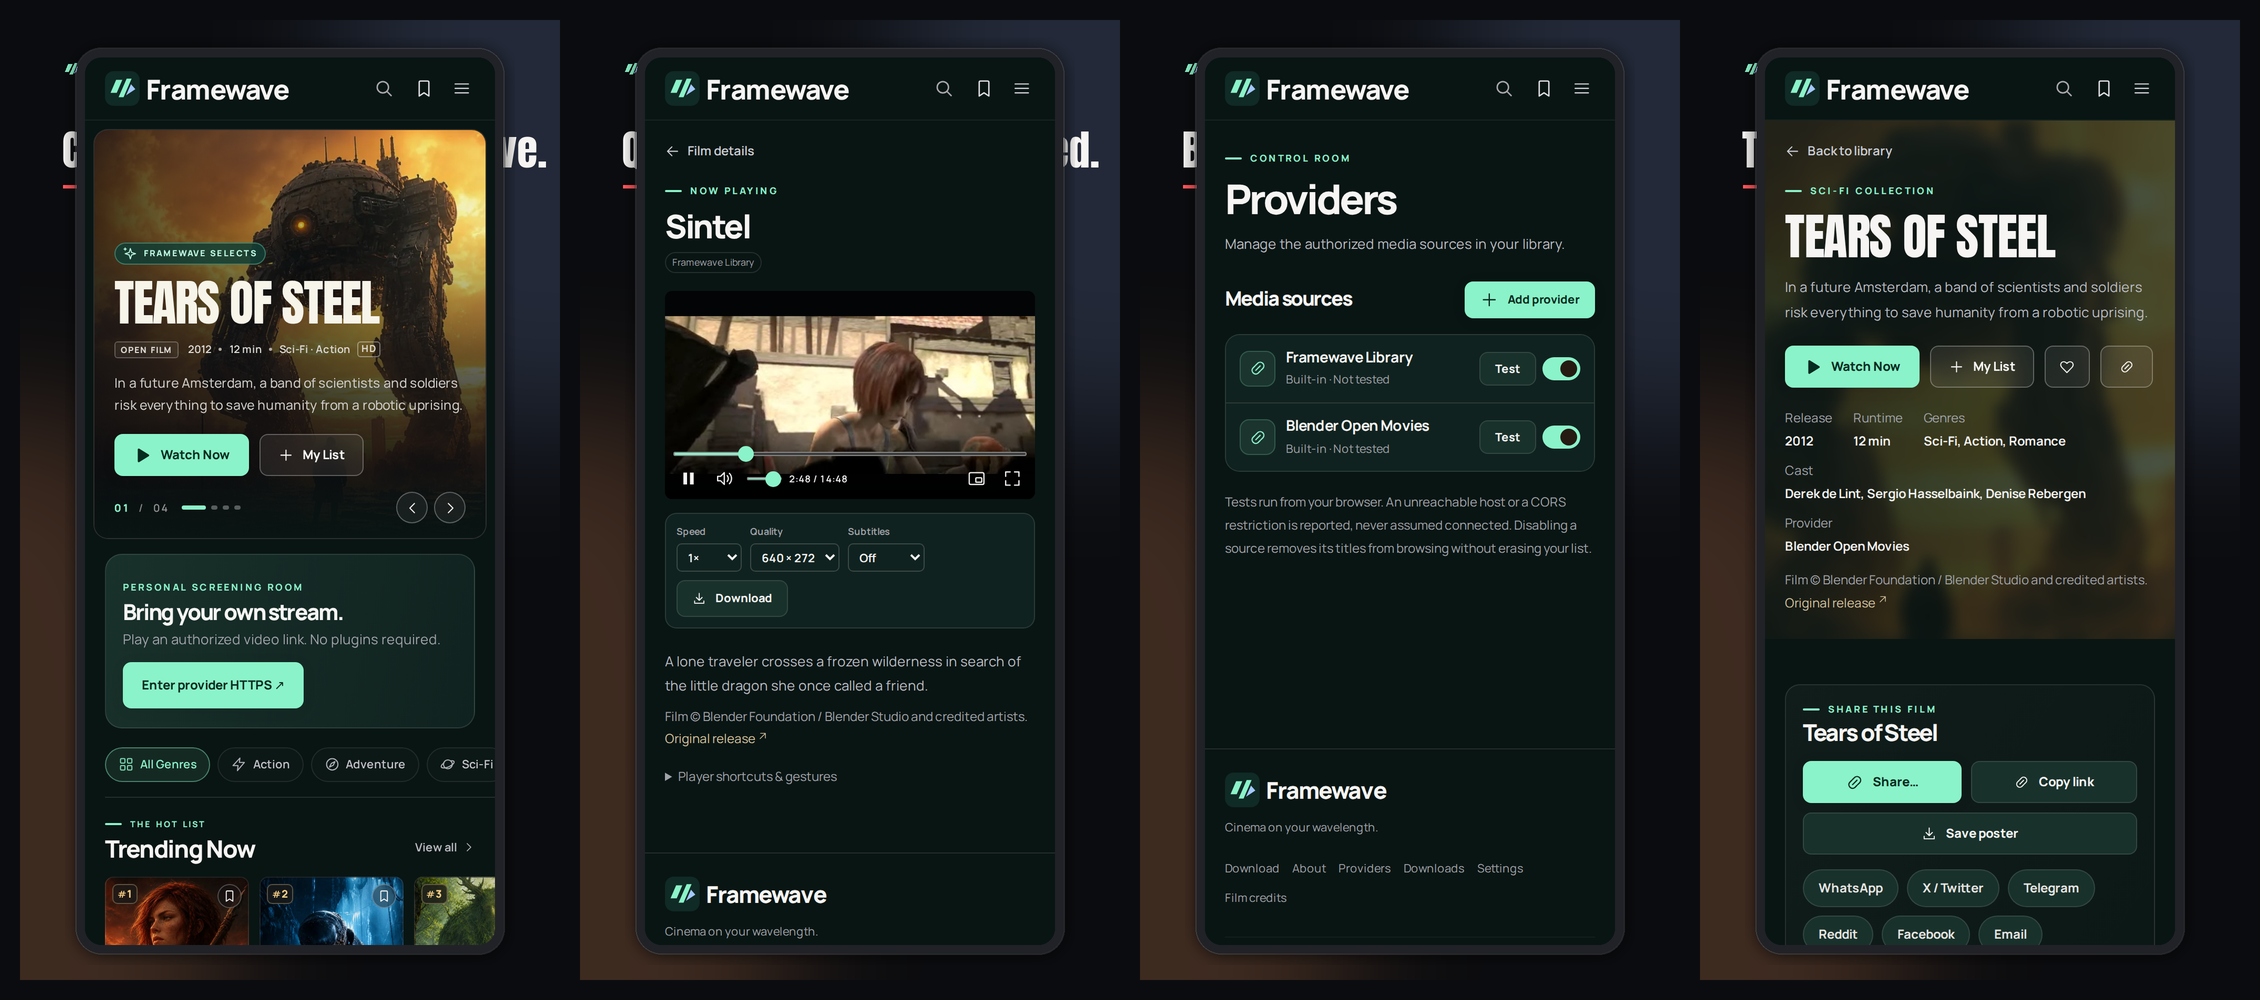 Framewave
FRAMEWAVE SELECTS
TEARS OF STEEL
OPEN FILM 2012 • 12 min • Sci-Fi · Action HD
In a future Amsterdam, a band of scientists and soldiers
risk everything to save humanity from a robotic uprising.
Watch Now
My List
01 / 04
PERSONAL SCREENING ROOM
Bring your own stream.
Play an authorized video link. No plugins required.
Enter provider HTTPS ↗
All Genres Action Adventure Sci-Fi
THE HOT LIST
Trending Now View all
#1 #2 #3
ve.
Framewave
Film details
NOW PLAYING
Sintel
Framewave Library
2:48 / 14:48
Speed Quality Subtitles
1× 640 × 272 Off
Download
A lone traveler crosses a frozen wilderness in search of
the little dragon she once called a friend.
Film © Blender Foundation / Blender Studio and credited artists.
Original release ↗
Player shortcuts & gestures
Framewave
Cinema on your wavelength.
ed.
Framewave
CONTROL ROOM
Providers
Manage the authorized media sources in your library.
Media sources Add provider
Framewave Library
Built-in · Not tested
Test
Blender Open Movies
Built-in · Not tested
Test
Tests run from your browser. An unreachable host or a CORS
restriction is reported, never assumed connected. Disabling a
source removes its titles from browsing without erasing your list.
Framewave
Cinema on your wavelength.
Download About Providers Downloads Settings
Film credits
Framewave
Back to library
SCI-FI COLLECTION
TEARS OF STEEL
In a future Amsterdam, a band of scientists and soldiers
risk everything to save humanity from a robotic uprising.
Watch Now My List
Release Runtime Genres
2012 12 min Sci-Fi, Action, Romance
Cast
Derek de Lint, Sergio Hasselbaink, Denise Rebergen
Provider
Blender Open Movies
Film © Blender Foundation / Blender Studio and credited artists.
Original release ↗
SHARE THIS FILM
Tears of Steel
Share... Copy link
Save poster
WhatsApp X / Twitter Telegram
Reddit Facebook Email